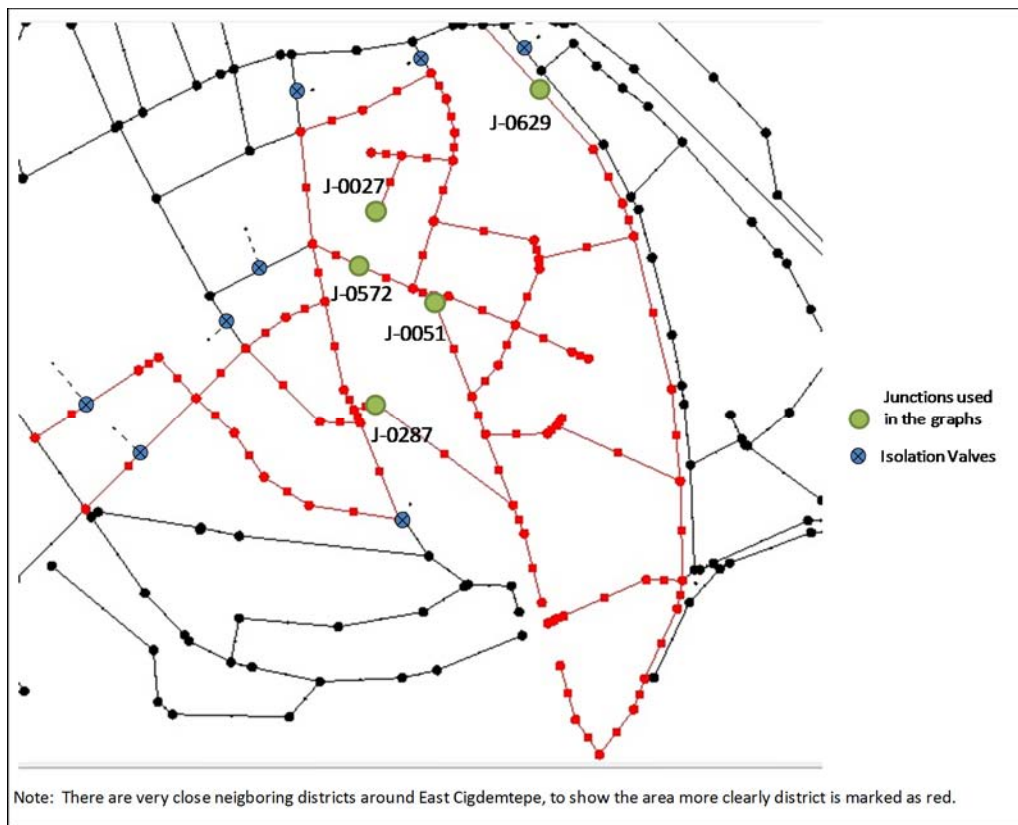 J-0629
J-0027
J-0572
J-0051
J-0287
Junctions used
in the graphs
Isolation Valves
Note: There are very close neigboring districts around East Cigdemtepe, to show the area more clearly district is marked as red.